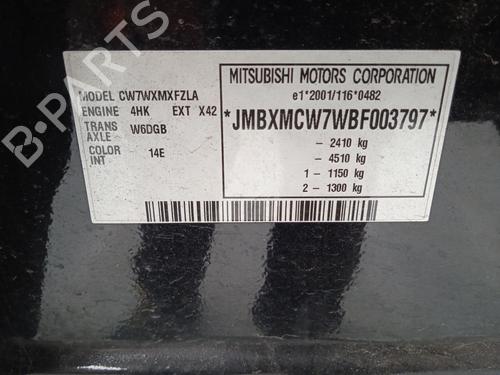 MITSUBISHI MOTORS CORPORATION
e1*2001/116*0482
*JMBXMCW7WBF003797*
- 2410 kg
- 4510 kg
1 - 1150 kg
2 - 1300 kg
MODEL CW7WXMXFZLA
ENGINE 4HK EXT X42
TRANS AXLE W6DGB
COLOR INT 14E